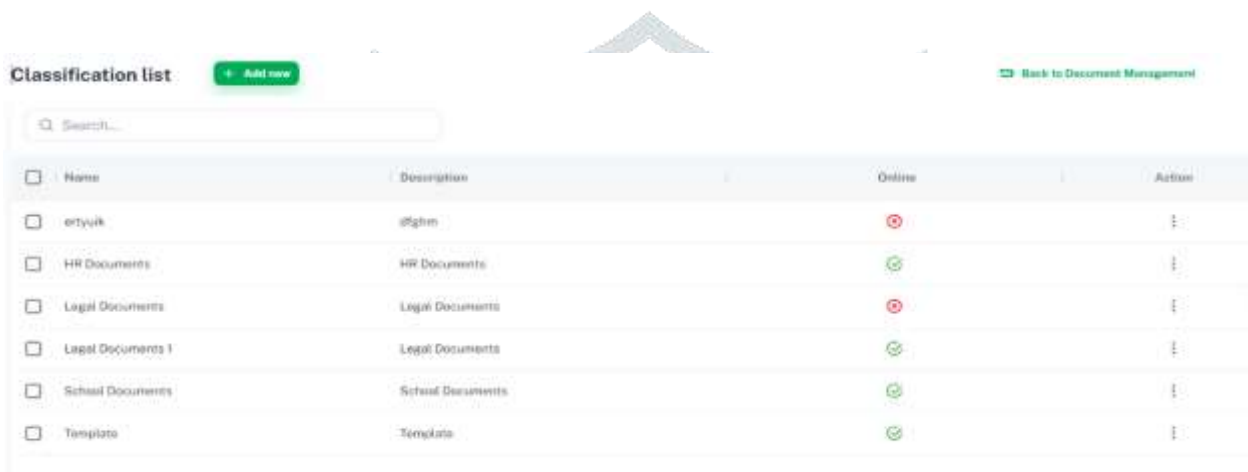 Classification list + Add new Back to Document Management
Search...
Name Description Online Action
ertyuik dfghm
HR Documents HR Documents
Legal Documents Legal Documents
Legal Documents 1 Legal Documents
School Documents School Documents
Template Template